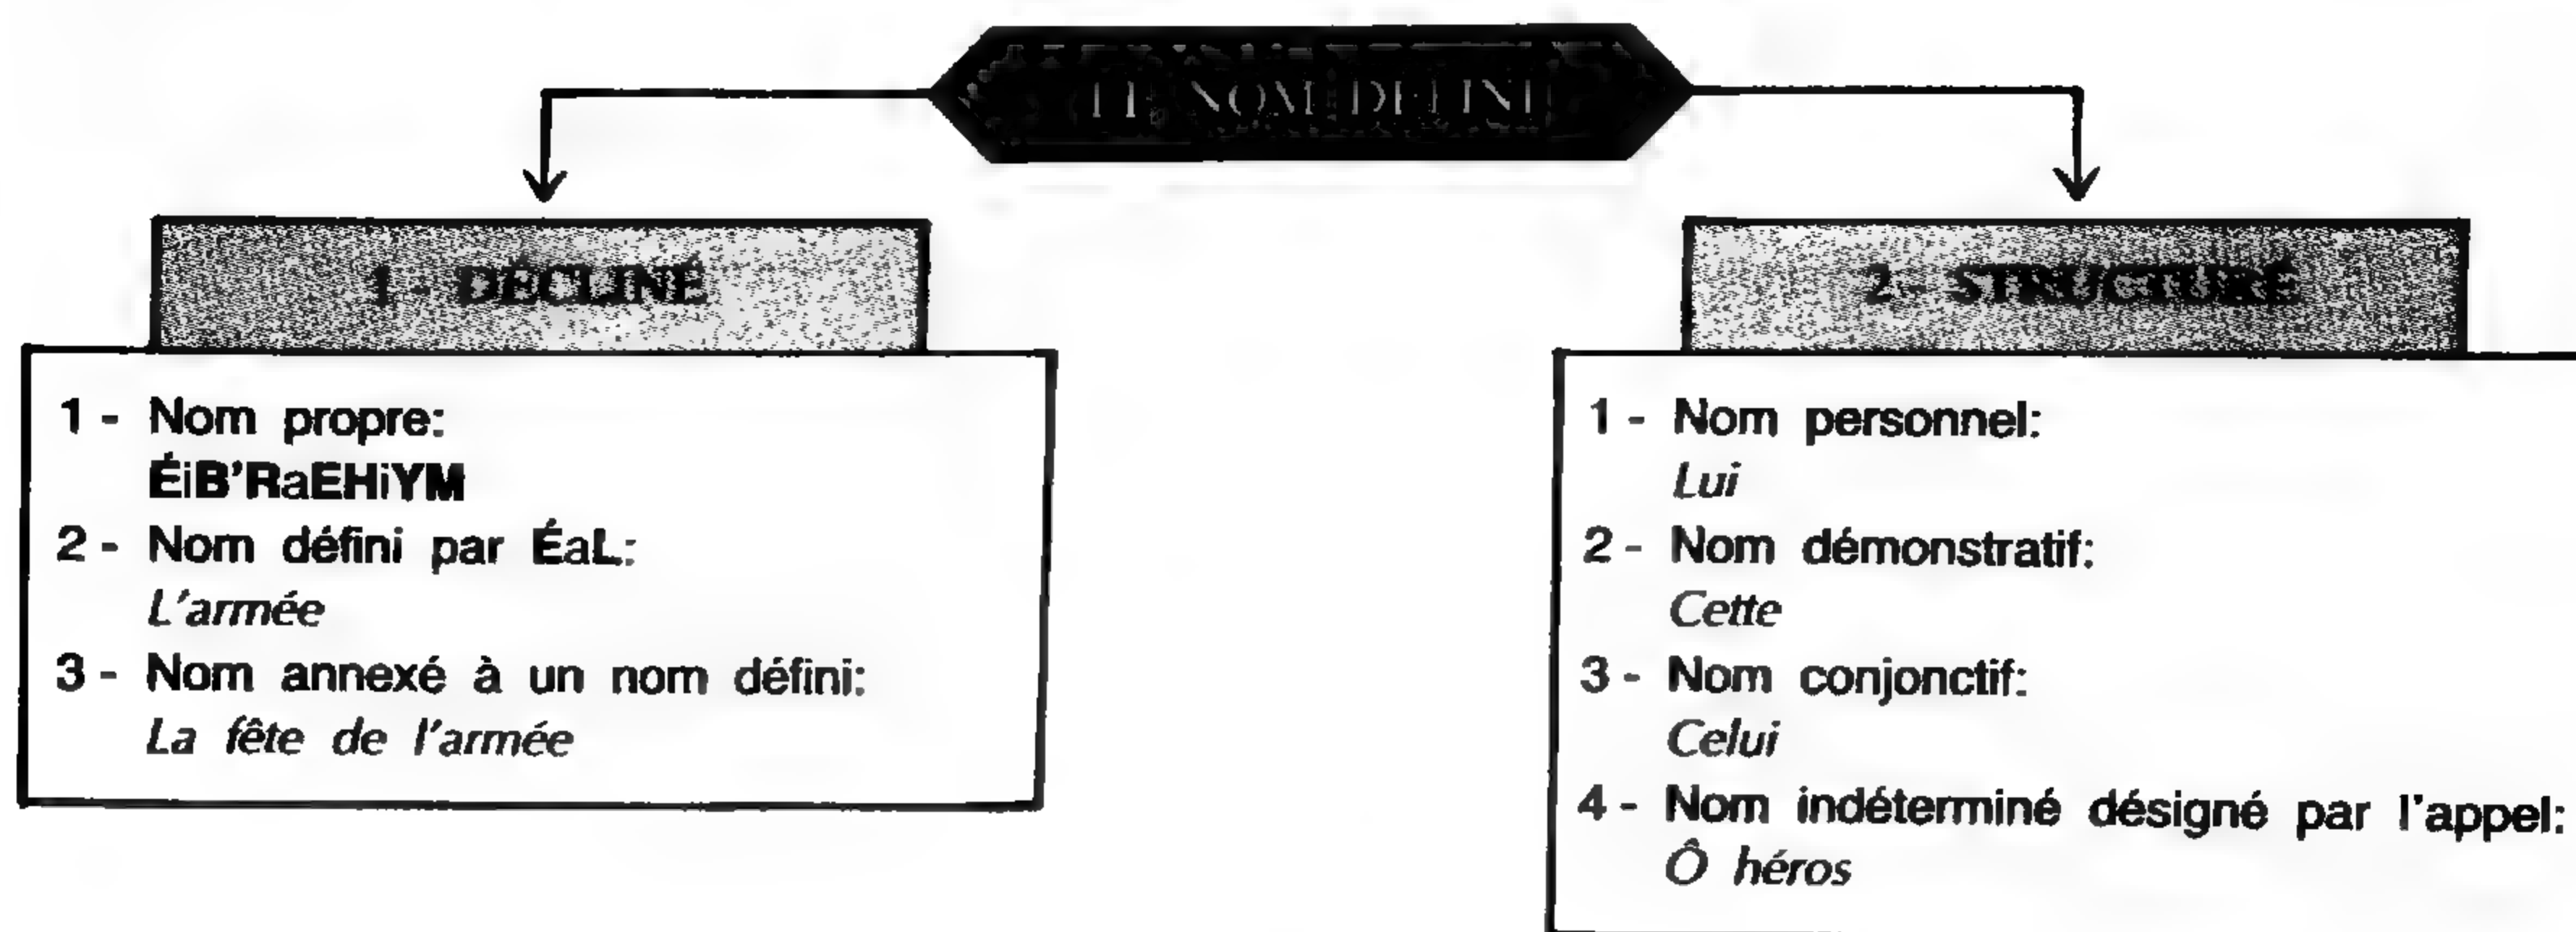 LE NOM DÉFINI
1 - DÉCLINÉ
1 - Nom propre:
ÉiB'RaEHiYM
2 - Nom défini par ÉaL:
L'armée
3 - Nom annexé à un nom défini:
La fête de l'armée
2 - STRUCTURÉ
1 - Nom personnel:
Lui
2 - Nom démonstratif:
Cette
3 - Nom conjonctif:
Celui
4 - Nom indéterminé désigné par l'appel:
Ô héros